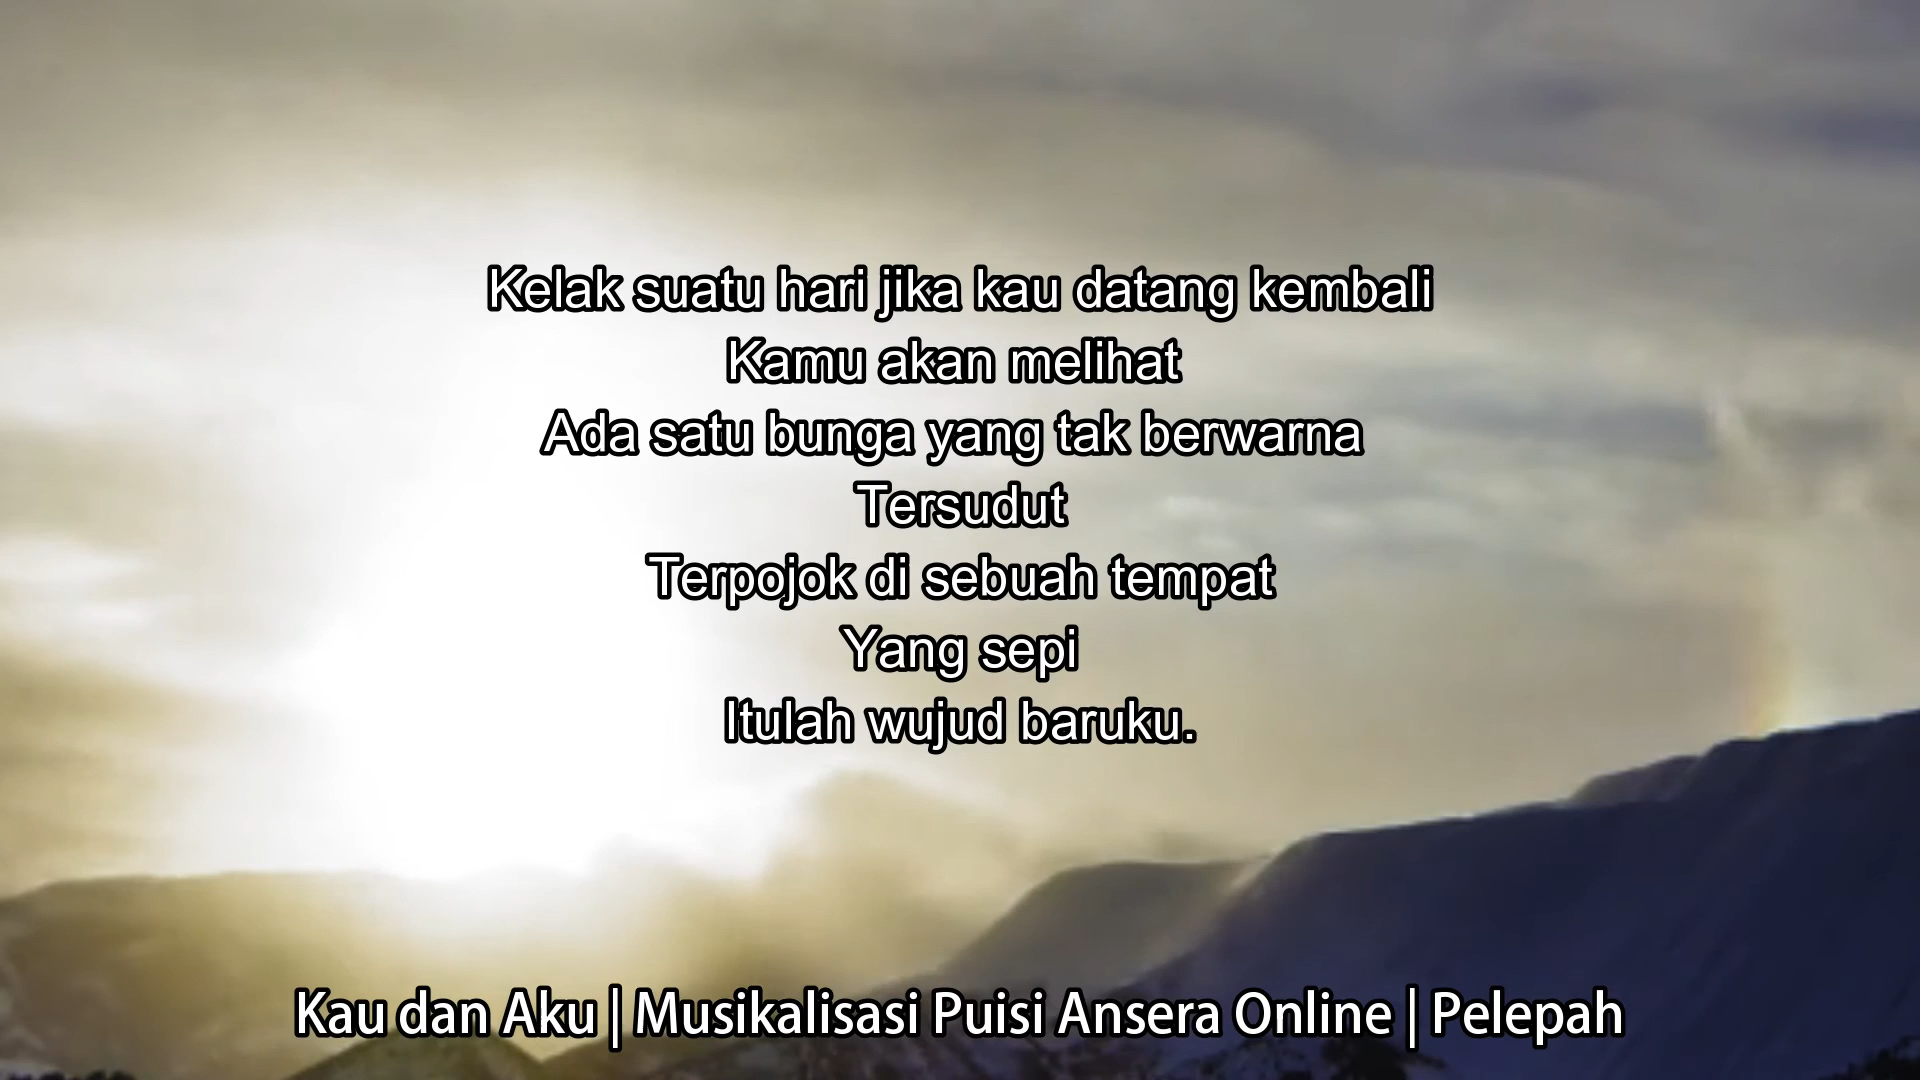 Kelak suatu hari jika kau datang kembali
Kamu akan melihat
Ada satu bunga yang tak berwarna
Tersudut
Terpojok di sebuah tempat
Yang sepi
Itulah wujud baruku.
Kau dan Aku | Musikalisasi Puisi Ansera Online | Pelepah